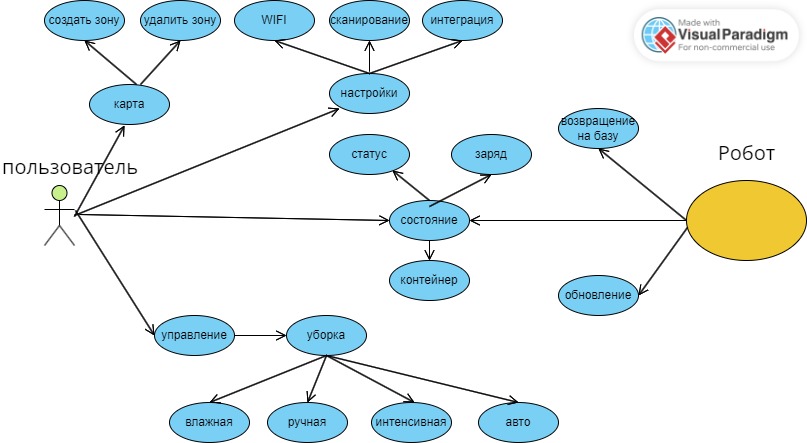 создать зону
удалить зону
WIFI
сканирование
интеграция
Made with
Visual Paradigm
For non-commercial use
карта
настройки
возвращение
на базу
статус
заряд
Робот
пользователь
состояние
контейнер
обновление
управление
уборка
влажная
ручная
интенсивная
авто